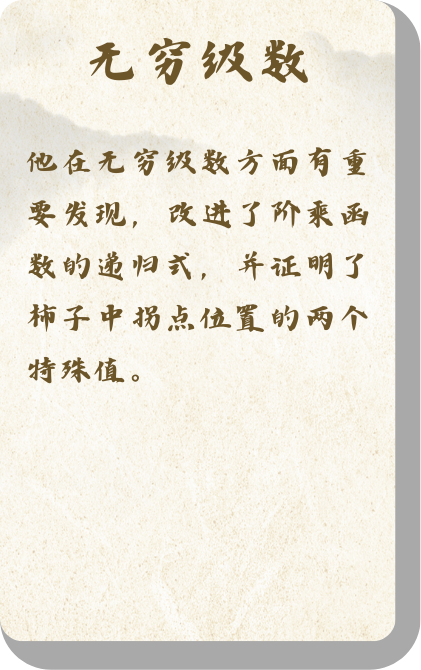 无穷级数
他在无穷级数方面有重
要发现，改进了阶乘函
数的递归式，并证明了
柿子中拐点位置的两个
特殊值。